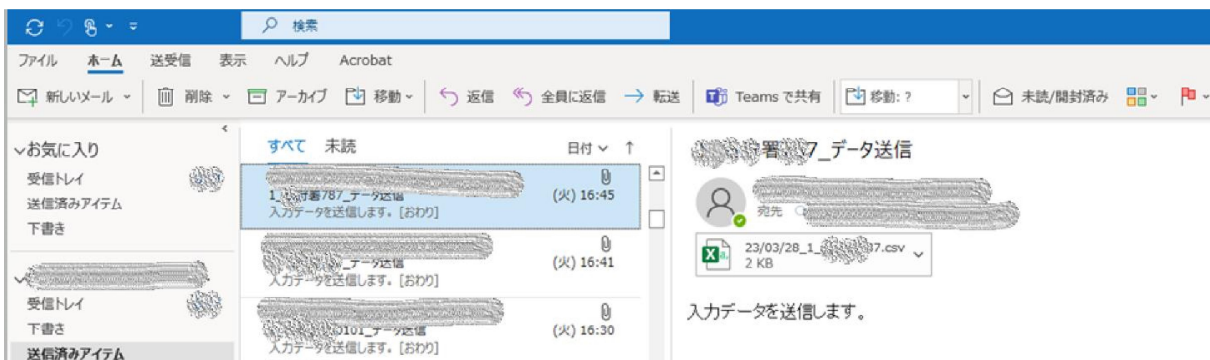 検索
ファイル ホーム 送受信 表示 ヘルプ Acrobat
新しいメール 削除 アーカイブ 移動 返信 全員に返信 転送 Teams で共有 移動: ? 未読/開封済み
お気に入り
受信トレイ
送信済みアイテム
下書き
受信トレイ
下書き
送信済みアイテム
すべて 未読 日付
署787_データ送信 (火) 16:45
入力データを送信します。[おわり]
_データ送信 (火) 16:41
入力データを送信します。[おわり]
0101_データ送信 (火) 16:30
入力データを送信します。[おわり]
署 7_データ送信
宛先
23/03/28_1_ 37.csv
2 KB
入力データを送信します。